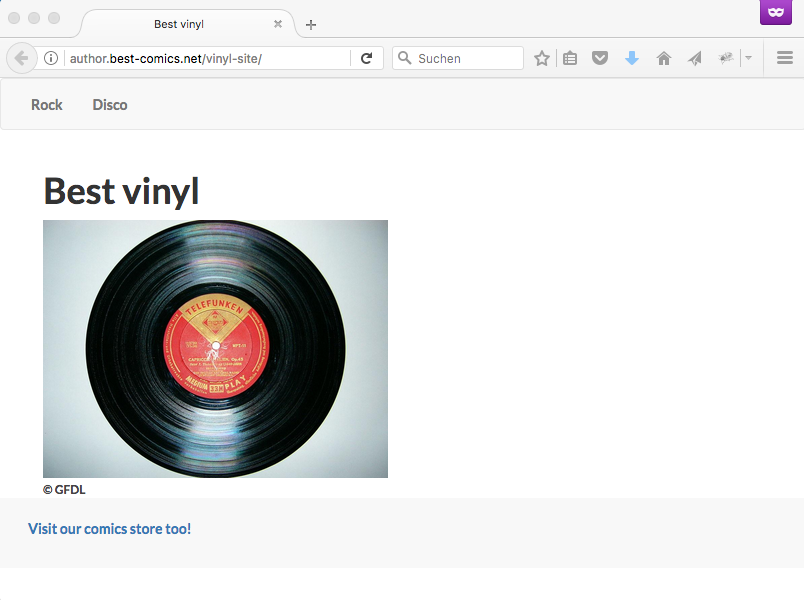 Best vinyl
author.best-comics.net/vinyl-site/
Suchen
Rock
Disco
Best vinyl
TELEFUNKEN
MEDIUM 33 PLAY
© GFDL
Visit our comics store too!